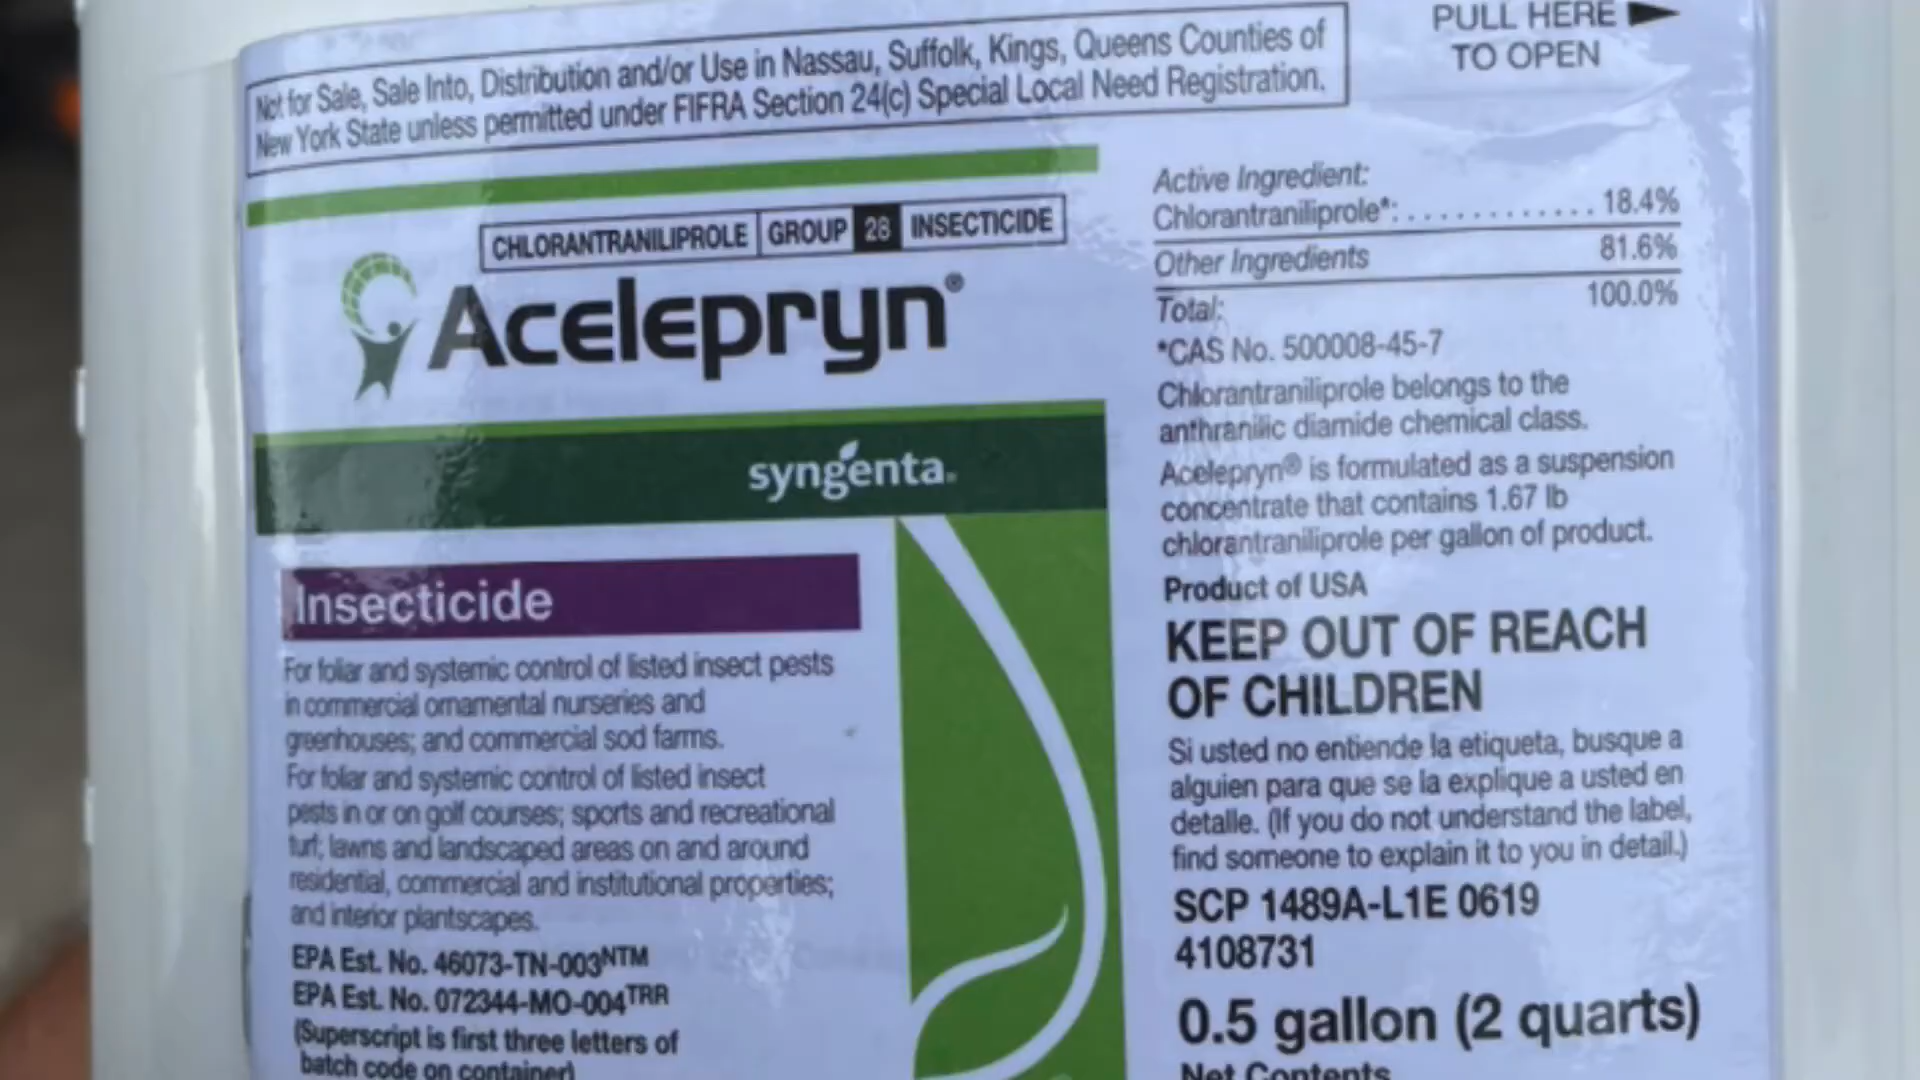 Not for Sale, Sale Into, Distribution and/or Use in Nassau, Suffolk, Kings, Queens Counties of
New York State unless permitted under FIFRA Section 24(c) Special Local Need Registration.
PULL HERE
TO OPEN
CHLORANTRANILIPROLE GROUP 28 INSECTICIDE
Acelepryn®
syngenta.
Insecticide
For foliar and systemic control of listed insect pests
in commercial ornamental nurseries and
greenhouses; and commercial sod farms.
For foliar and systemic control of listed insect
pests in or on golf courses; sports and recreational
turf; lawns and landscaped areas on and around
residential, commercial and institutional properties;
and interior plantscapes.
EPA Est. No. 46073-TN-003NTM
EPA Est. No. 072344-MO-004TRR
(Superscript is first three letters of
batch code on container)
Active Ingredient:
Chlorantraniliprole*: . . . . . . . . . . . . . 18.4%
Other Ingredients 81.6%
Total: 100.0%
*CAS No. 500008-45-7
Chlorantraniliprole belongs to the
anthranilic diamide chemical class.
Acelepryn® is formulated as a suspension
concentrate that contains 1.67 lb
chlorantraniliprole per gallon of product.
Product of USA
KEEP OUT OF REACH
OF CHILDREN
Si usted no entiende la etiqueta, busque a
alguien para que se la explique a usted en
detalle. (If you do not understand the label,
find someone to explain it to you in detail.)
SCP 1489A-L1E 0619
4108731
0.5 gallon (2 quarts)
Net Contents